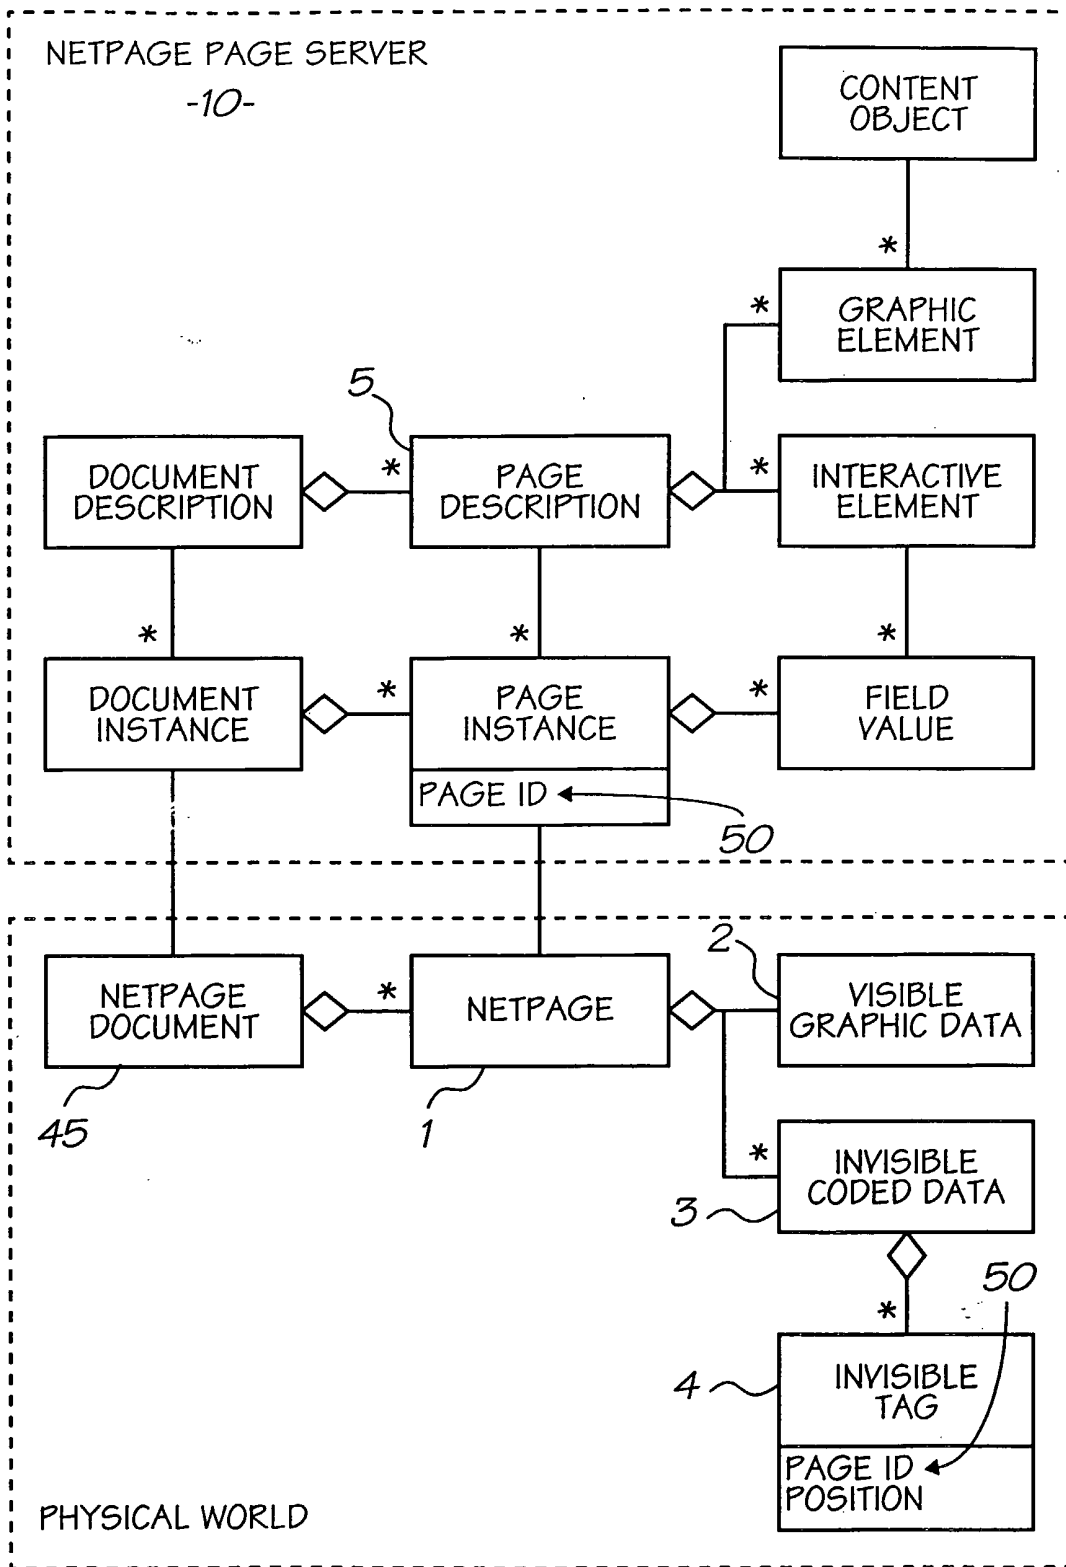 NETPAGE PAGE SERVER
-10-
CONTENT
OBJECT
*
*
GRAPHIC
ELEMENT
5
DOCUMENT
DESCRIPTION
*
PAGE
DESCRIPTION
*
INTERACTIVE
ELEMENT
*
*
*
DOCUMENT
INSTANCE
*
PAGE
INSTANCE
*
FIELD
VALUE
PAGE ID
50
NETPAGE
DOCUMENT
*
NETPAGE
2
VISIBLE
GRAPHIC DATA
45
1
*
INVISIBLE
CODED DATA
3
50
*
4
INVISIBLE
TAG
PAGE ID
POSITION
PHYSICAL WORLD